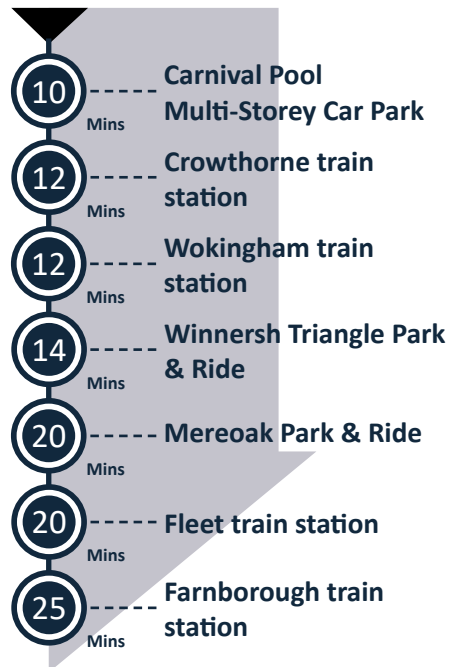 10
Mins
Carnival Pool
Multi-Storey Car Park
12
Mins
Crowthorne train
station
12
Mins
Wokingham train
station
14
Mins
Winnersh Triangle Park
& Ride
20
Mins
Mereoak Park & Ride
20
Mins
Fleet train station
25
Mins
Farnborough train
station